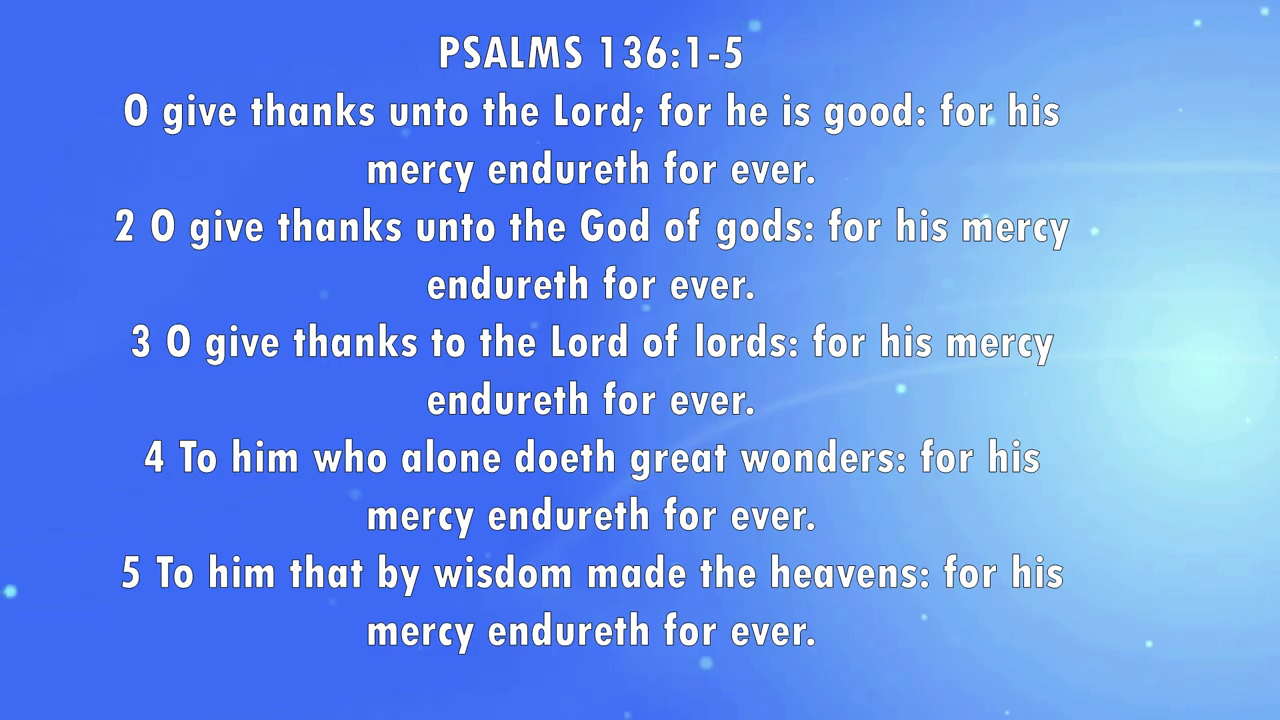 PSALMS 136:1-5
O give thanks unto the Lord; for he is good: for his
mercy endureth for ever.
2 O give thanks unto the God of gods: for his mercy
endureth for ever.
3 O give thanks to the Lord of lords: for his mercy
endureth for ever.
4 To him who alone doeth great wonders: for his
mercy endureth for ever.
5 To him that by wisdom made the heavens: for his
mercy endureth for ever.